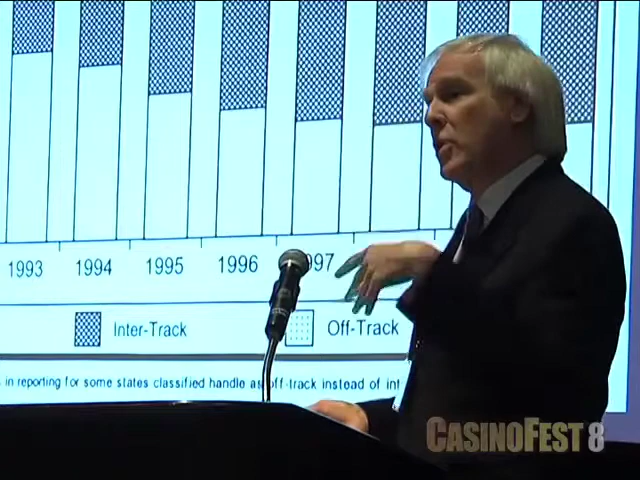 1993 1994 1995 1996 997
Inter-Track Off-Track
in reporting for some states classified handle as off-track instead of int
CASINOFEST 8